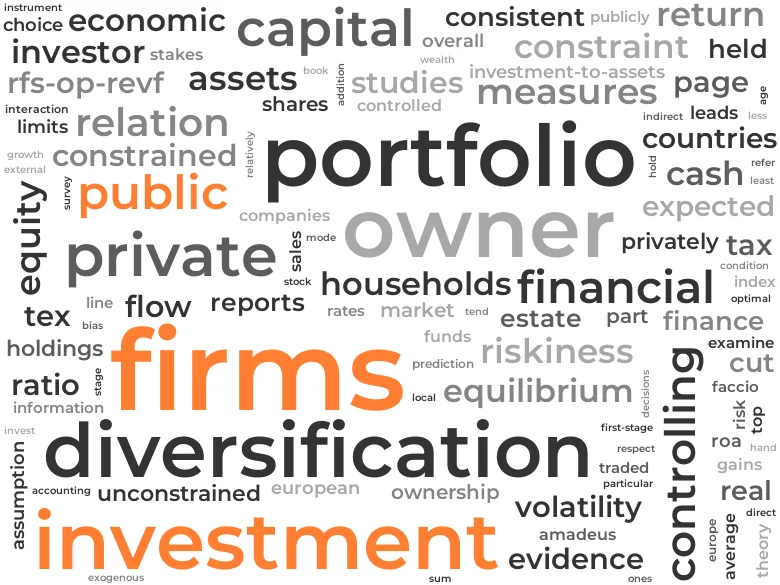 instrument
choice
economic
capital
consistent
publicly
return
investor
stakes
overall
constraint
held
wealth
rfs-op-revf
assets
book
addition
studies
investment-to-assets
measures
page
age
shares
controlled
interaction
limits
relation
indirect
leads
less
relatively
portfolio
countries
growth
external
constrained
hold
refer
cash
least
equity
survey
public
companies
owner
expected
private
sales
mode
privately
tax
condition
stock
households
financial
index
optimal
line
flow
reports
tex
bias
rates
market
tend
estate
part
finance
holdings
firms
funds
prediction
riskiness
controlling
examine
cut
ratio
stage
local
equilibrium
decisions
faccio
information
risk
top
invest
diversification
first-stage
respect
roa
hand
assumption
traded
gains
particular
accounting
unconstrained
european
ownership
real
volatility
investment
amadeus
evidence
europe
average
direct
theory
exogenous
sum
ones